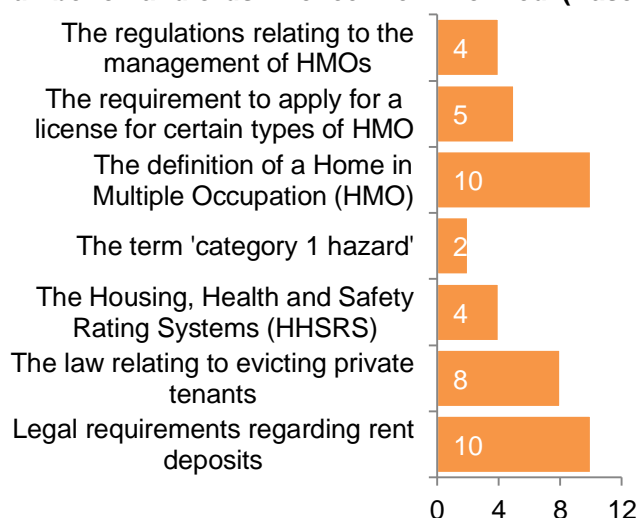 The regulations relating to the
management of HMOs
4
The requirement to apply for a
license for certain types of HMO
5
The definition of a Home in
Multiple Occupation (HMO)
10
The term 'category 1 hazard'
2
The Housing, Health and Safety
Rating Systems (HHSRS)
4
The law relating to evicting private
tenants
8
Legal requirements regarding rent
deposits
10
0 4 8 12